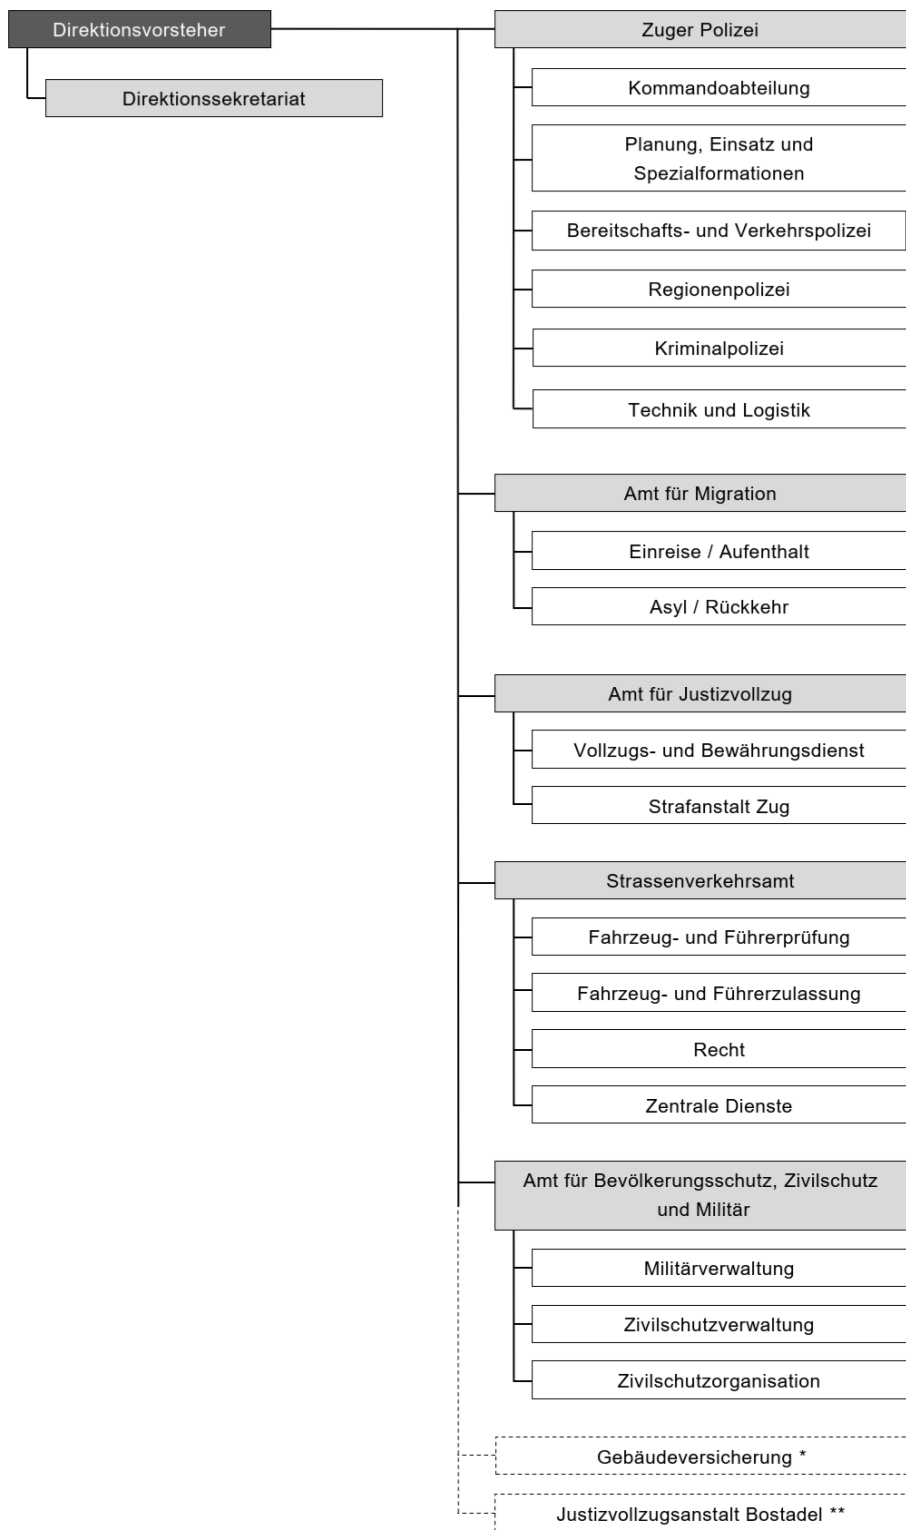 Direktionsvorsteher
Direktionssekretariat
Zuger Polizei
Kommandoabteilung
Planung, Einsatz und
Spezialformationen
Bereitschafts- und Verkehrspolizei
Regionenpolizei
Kriminalpolizei
Technik und Logistik
Amt für Migration
Einreise / Aufenthalt
Asyl / Rückkehr
Amt für Justizvollzug
Vollzugs- und Bewährungsdienst
Strafanstalt Zug
Strassenverkehrsamt
Fahrzeug- und Führerprüfung
Fahrzeug- und Führerzulassung
Recht
Zentrale Dienste
Amt für Bevölkerungsschutz, Zivilschutz
und Militär
Militärverwaltung
Zivilschutzverwaltung
Zivilschutzorganisation
Gebäudeversicherung *
Justizvollzugsanstalt Bostadel **